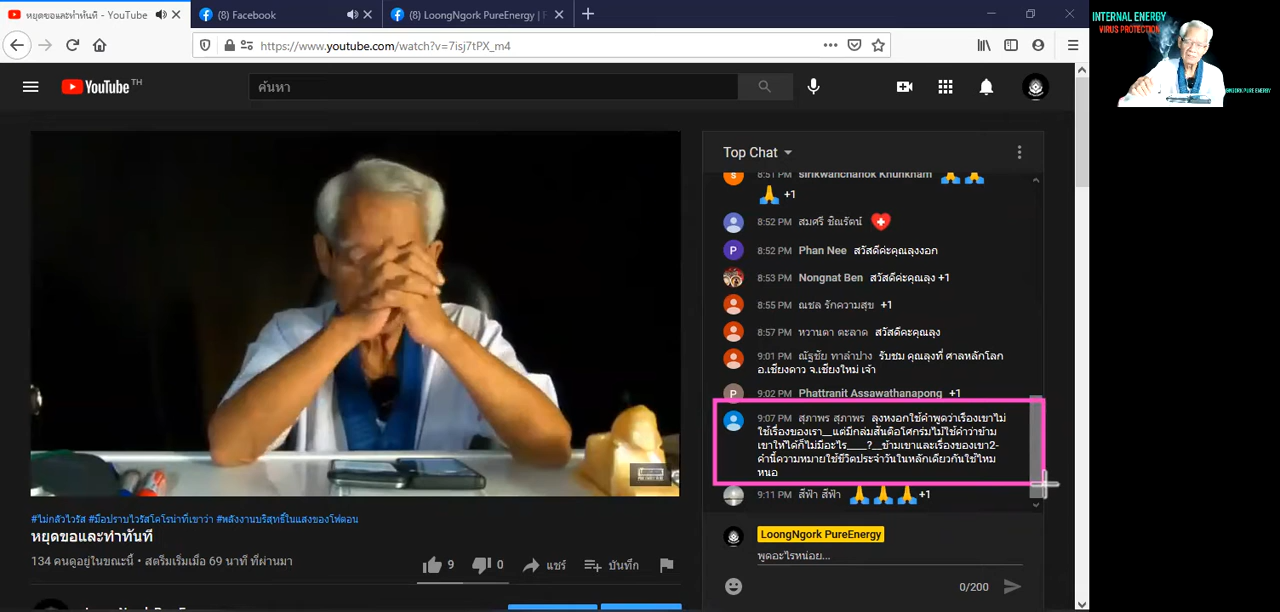 หยุดขอและทำทันที - YouTube
(8) Facebook
(8) LoongNgork PureEnergy |
https://www.youtube.com/watch?v=7isj7tPX_m4
INTERNAL ENERGY
VIRUS PROTECTION
YouTube TH
ค้นหา
Top Chat
8:51 PM sirikwanchanok Khunkham 🙏🙏
🙏 +1
8:52 PM สมศรี ชิณรัตน์
8:52 PM Phan Nee สวัสดีค่ะคุณลุงงอก
8:53 PM Nongnat Ben สวัสดีค่ะคุณลุง +1
8:55 PM ณชล รักความสุข +1
8:57 PM หวานตา ตะลาด สวัสดีคะคุณลุง
9:01 PM ณัฐชัย ทาลำปาง รับชม คุณลุงที่ ศาลหลักโลก
อ.เชียงดาว จ.เชียงใหม่ เจ้า
9:02 PM Phattranit Assawathanapong +1
9:07 PM สุภาพร สุภาพร ลุงหงอกใช้คำพูดว่าเรื่องเขาไม่
ใช้เรื่องของเรา__แต่มีกลุ่มสันติอโศกร่มไม้ใช้คำว่าข้าม
เขาให้ได้ก็ไม่มีอะไร____?__ข้ามเขาและเรื่องของเขา2-
คำนี้ความหมายใช้ชีวิตประจำวันในหลักเดียวกันใช้ไหม
หนอ
9:11 PM สีฟ้า สีฟ้า 🙏🙏🙏 +1
LoongNgork PureEnergy
พูดอะไรหน่อย...
0/200
#ไม่กลัวไวรัส #มือปราบไวรัสโคโรน่าที่เขาว่า #พลังงานบริสุทธิ์ในแสงของโฟตอน
หยุดขอและทำทันที
134 คนดูอยู่ในขณะนี้ • สตรีมเริ่มเมื่อ 69 นาที ที่ผ่านมา
9 0 แชร์ บันทึก